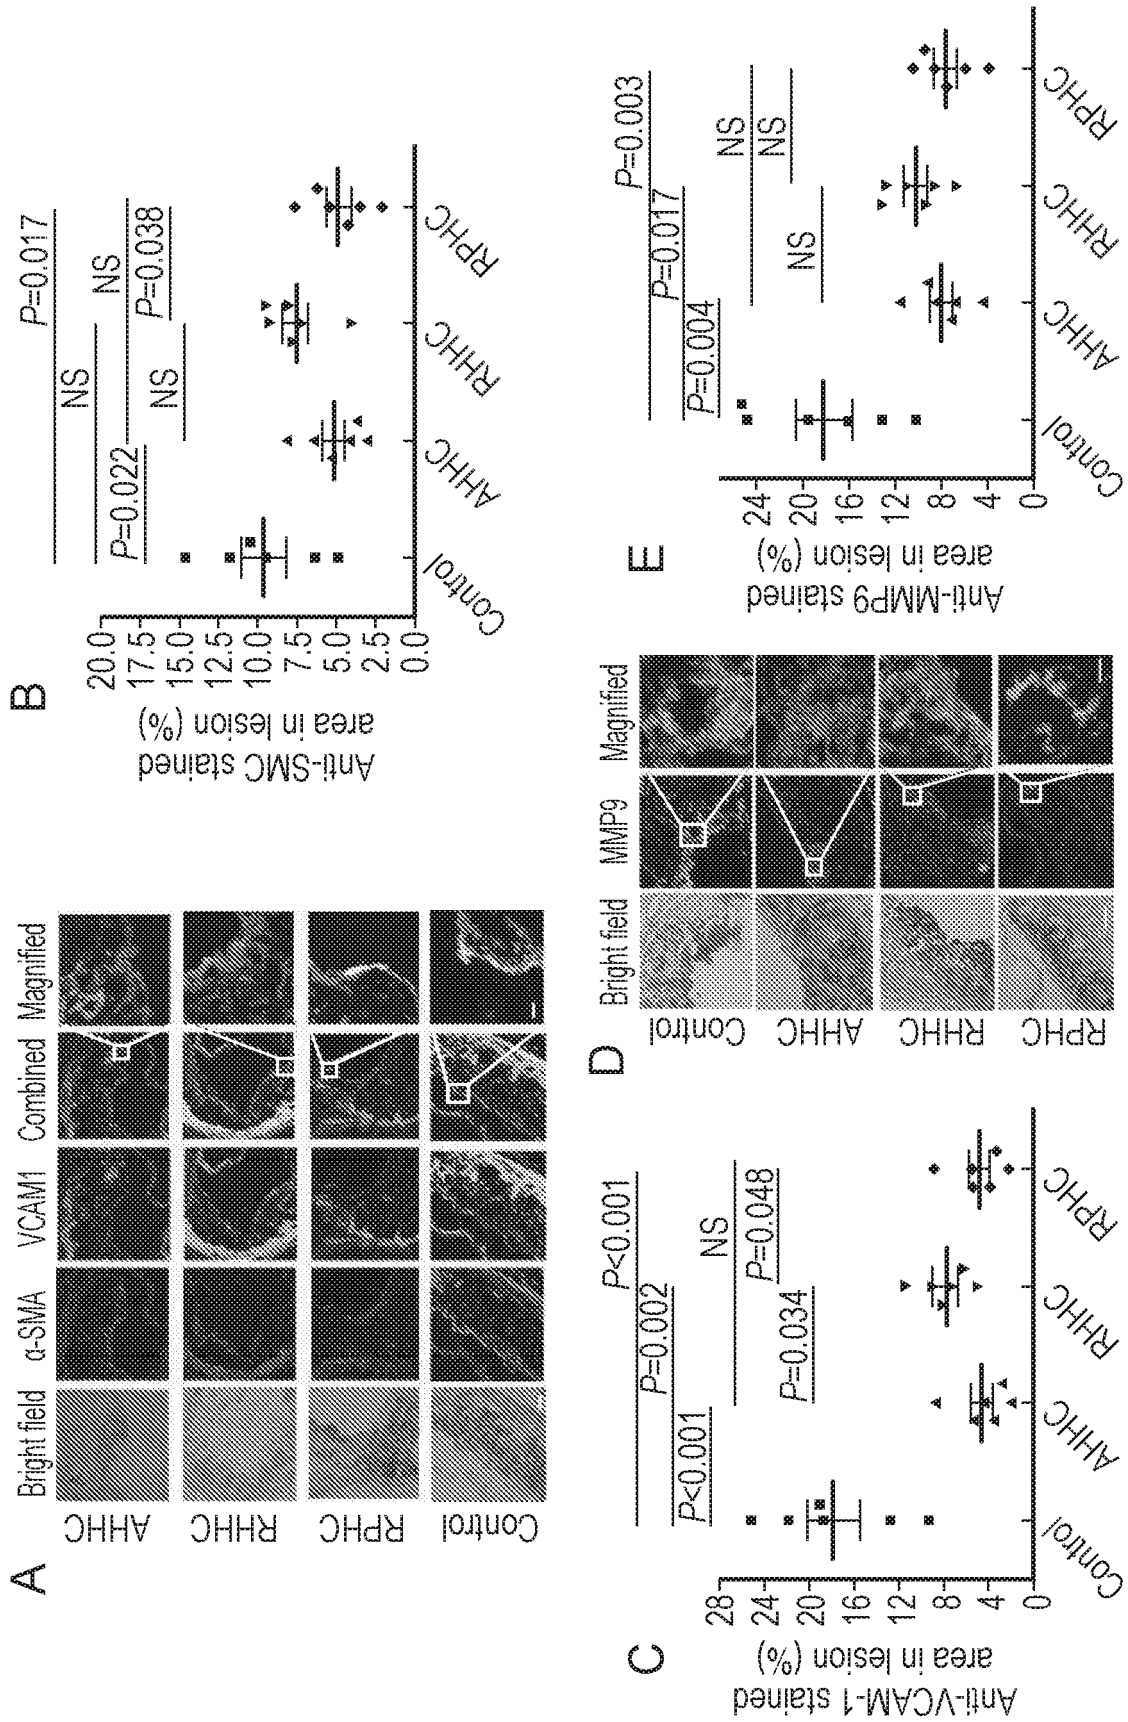 A
Bright field α-SMA VCAM1 Combined Magnified
AHHC
RHHC
RPHC
Control
B
Anti-SMC stained
area in lesion (%)
20.0
17.5
15.0
12.5
10.0
7.5
5.0
2.5
0.0
P=0.017
NS
NS
P=0.022
P=0.038
NS
Control AHHC RHHC RPHC
C
Anti-VCAM-1 stained
area in lesion (%)
28
24
20
16
12
8
4
0
P<0.001
P=0.002
P<0.001
NS
P=0.048
P=0.034
Control AHHC RHHC RPHC
D
Bright field MMP9 Magnified
Control
AHHC
RHHC
RPHC
E
Anti-MMP9 stained
area in lesion (%)
24
20
16
12
8
4
0
P=0.003
P=0.017
P=0.004
NS
NS
NS
Control AHHC RHHC RPHC